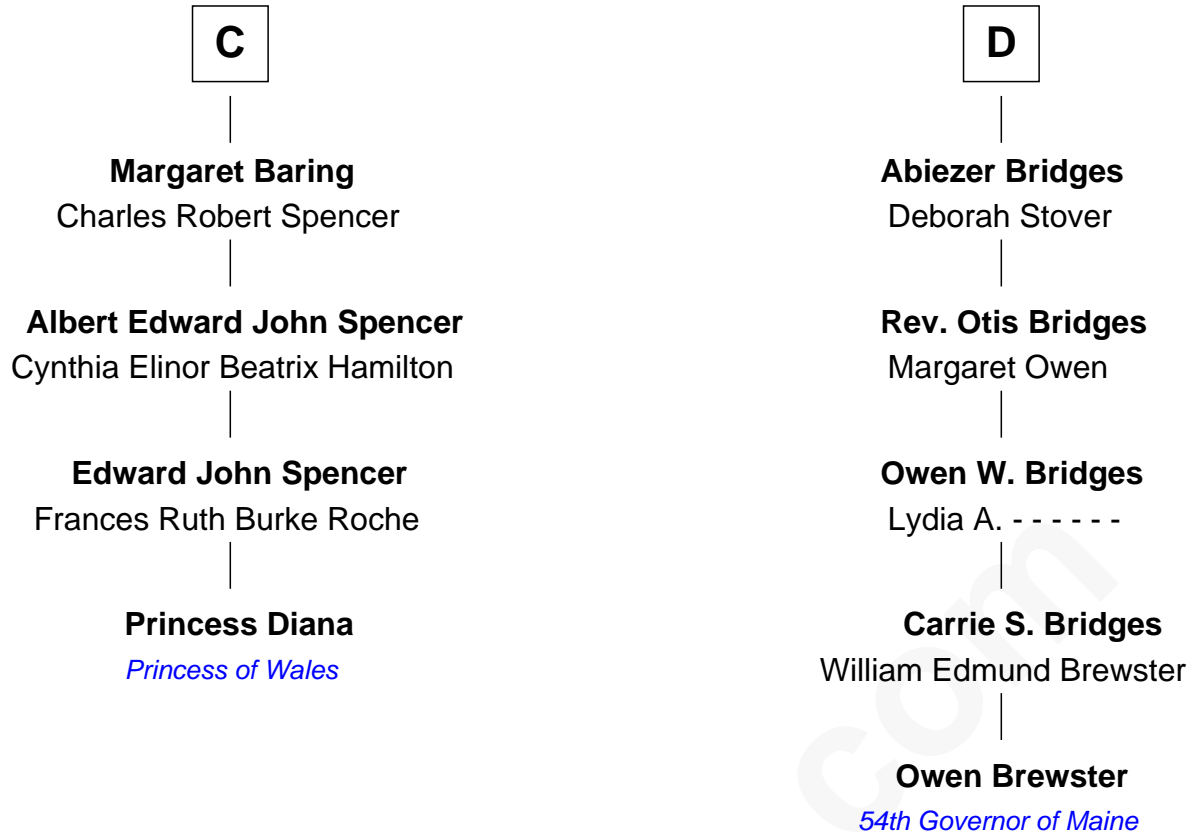 C
Margaret Baring
Charles Robert Spencer
Albert Edward John Spencer
Cynthia Elinor Beatrix Hamilton
Edward John Spencer
Frances Ruth Burke Roche
Princess Diana
Princess of Wales
D
Abiezer Bridges
Deborah Stover
Rev. Otis Bridges
Margaret Owen
Owen W. Bridges
Lydia A. - - - - - -
Carrie S. Bridges
William Edmund Brewster
Owen Brewster
54th Governor of Maine
com